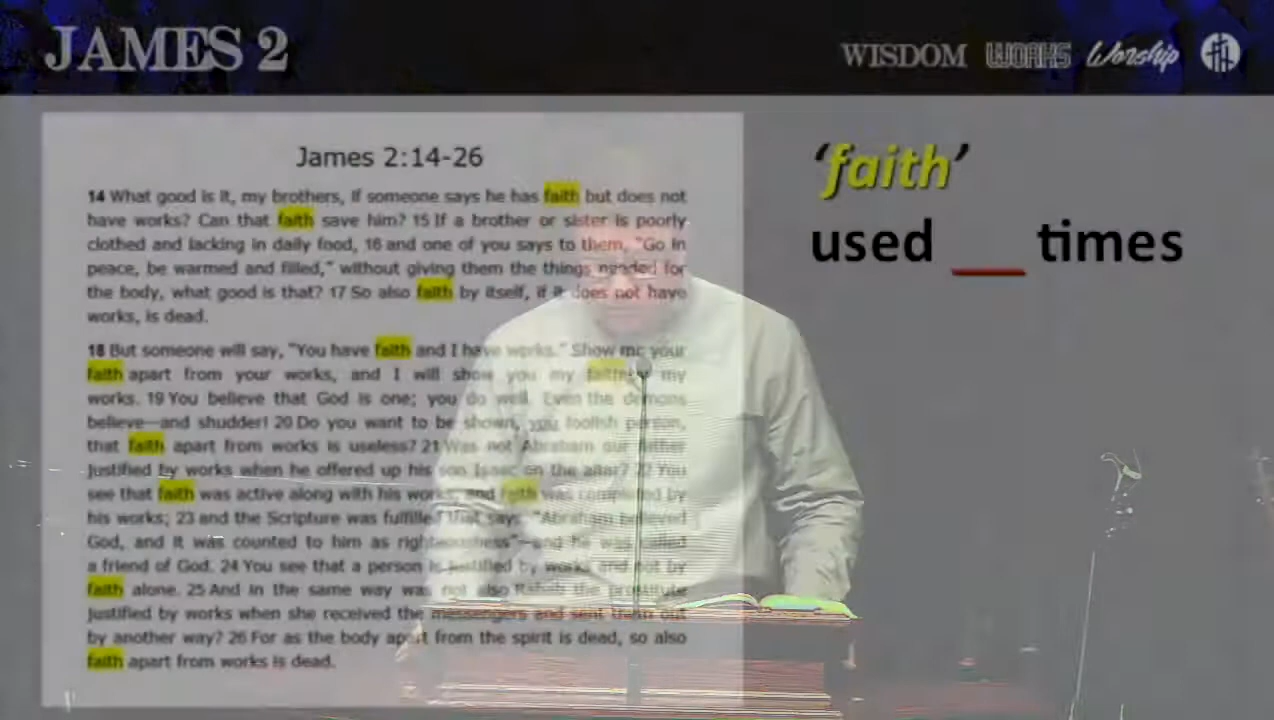 JAMES 2
WISDOM WORKS Worship
James 2:14-26
14 What good is it, my brothers, if someone says he has faith but does not
have works? Can that faith save him? 15 If a brother or sister is poorly
clothed and lacking in daily food, 16 and one of you says to them, "Go in
peace, be warmed and filled," without giving them the things needed for
the body, what good is that? 17 So also faith by itself, if it does not have
works, is dead.
18 But someone will say, "You have faith and I have works." Show me your
faith apart from your works, and I will show you my faith by my
works. 19 You believe that God is one; you do well. Even the demons
believe—and shudder! 20 Do you want to be shown, you foolish person,
that faith apart from works is useless? 21 Was not Abraham our father
justified by works when he offered up his son Isaac on the altar? 22 You
see that faith was active along with his works, and faith was completed by
his works; 23 and the Scripture was fulfilled that says, "Abraham believed
God, and it was counted to him as righteousness"—and he was called
a friend of God. 24 You see that a person is justified by works and not by
faith alone. 25 And in the same way was not also Rahab the prostitute
justified by works when she received the messengers and sent them out
by another way? 26 For as the body apart from the spirit is dead, so also
faith apart from works is dead.
'faith'
used __ times